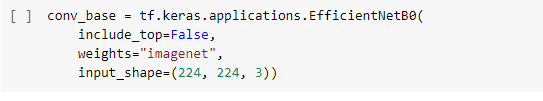 [ ] conv_base = tf.keras.applications.EfficientNetB0(
include_top=False,
weights="imagenet",
input_shape=(224, 224, 3))